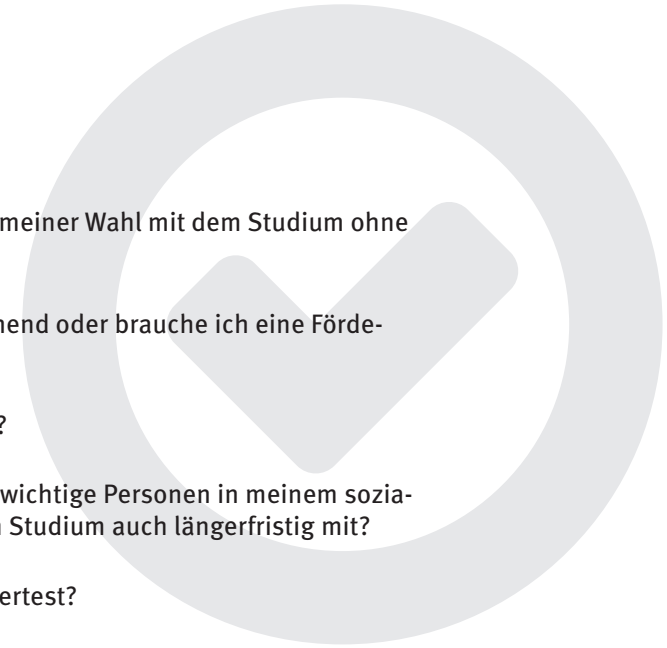 meiner Wahl mit dem Studium ohne
nend oder brauche ich eine Förde-
?
wichtige Personen in meinem sozia-
Studium auch längerfristig mit?
ertest?